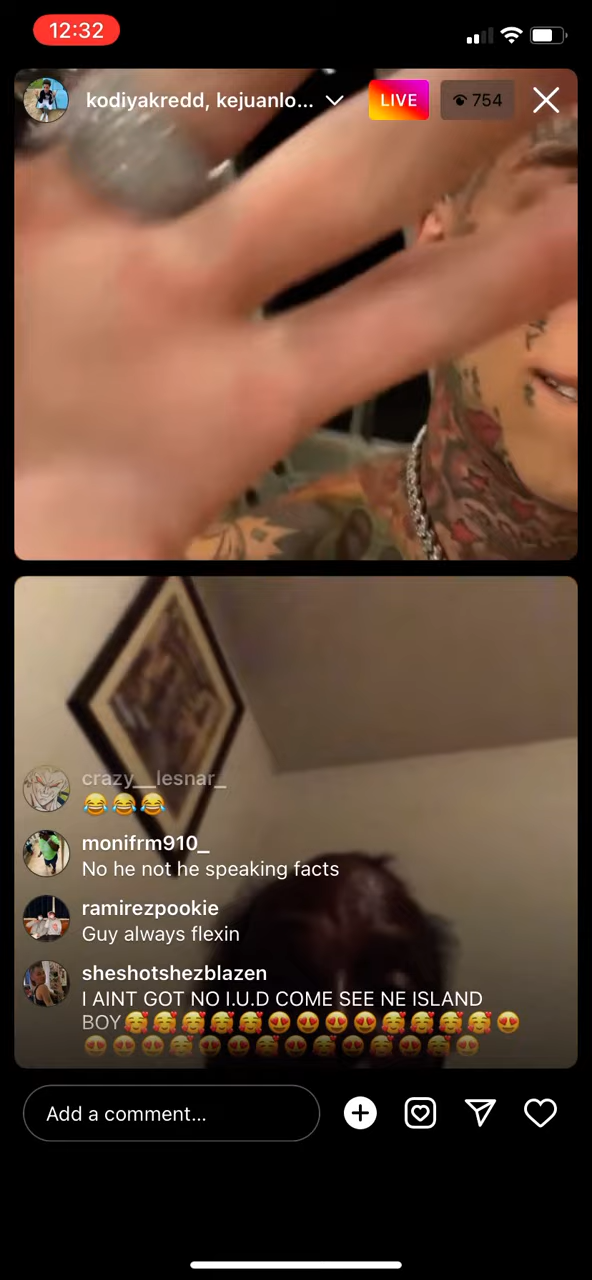 12:32
kodiyakredd, kejuanlo...
LIVE
754
crazy__lesnar_
😂😂😂
monifrm910_
No he not he speaking facts
ramirezpookie
Guy always flexin
sheshotshezblazen
I AINT GOT NO I.U.D COME SEE NE ISLAND
BOY🥰🥰🥰🥰🥰😍😍😍😍🥰🥰🥰🥰😍
😍😍😍🥰😍😍🥰😍🥰😍🥰😍🥰😍
Add a comment...